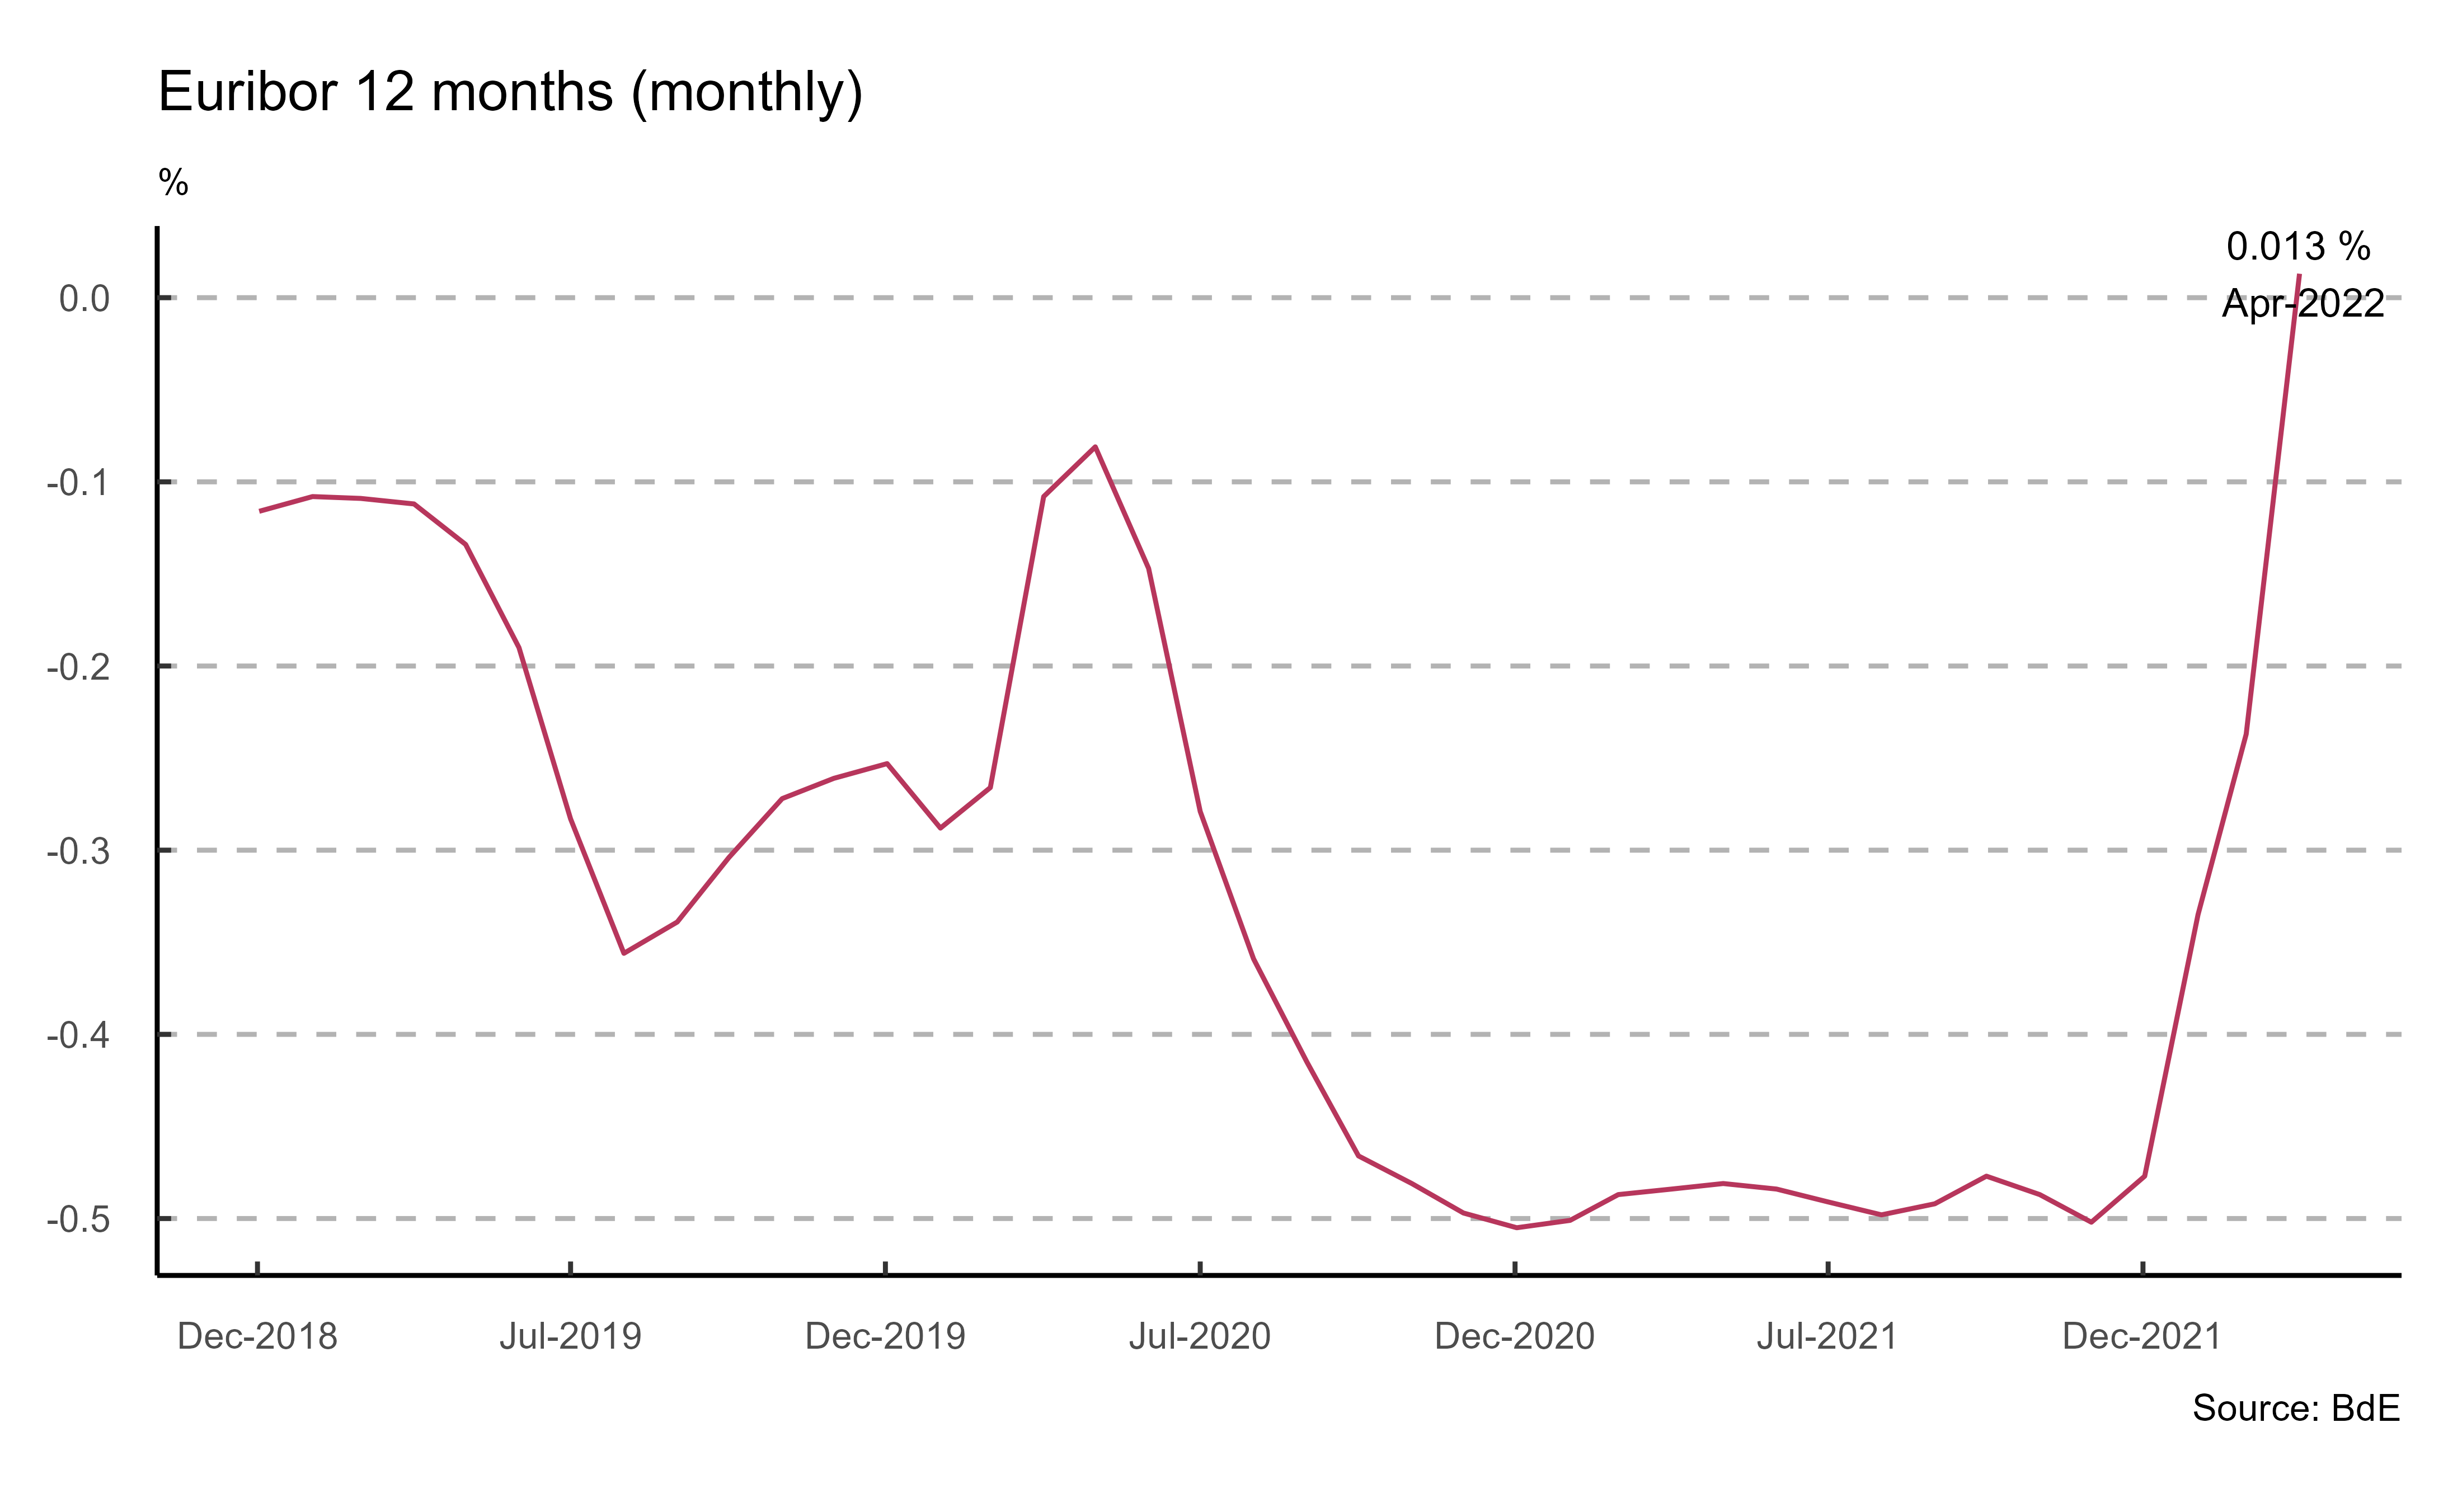 Euribor 12 months (monthly)
%
0.013 %
Apr-2022
0.0
-0.1
-0.2
-0.3
-0.4
-0.5
Dec-2018 Jul-2019 Dec-2019 Jul-2020 Dec-2020 Jul-2021 Dec-2021
Source: BdE